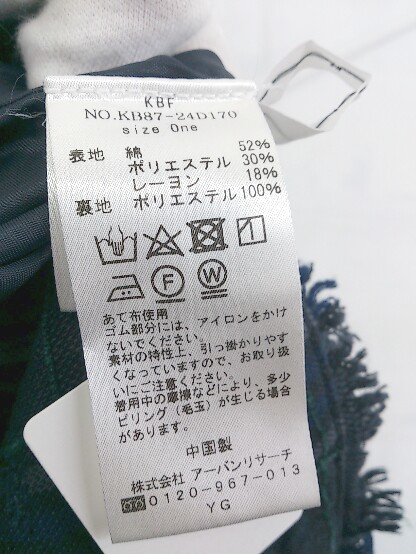 KBF
NO.KB87-24D170
size One
表地 綿 52%
ポリエステル 30%
レーヨン 18%
裏地 ポリエステル 100%
F W
あて布使用
ゴム部分には、アイロンをかけ
ないでください。
素材の特性上、引っ掛かりやす
くなっていますので、お取り扱
いにご注意ください。
着用中の摩擦などにより、多少
ピリング（毛玉）が生じる場合
があります。
中国製
株式会社 アーバンリサーチ
0120-967-013
YG